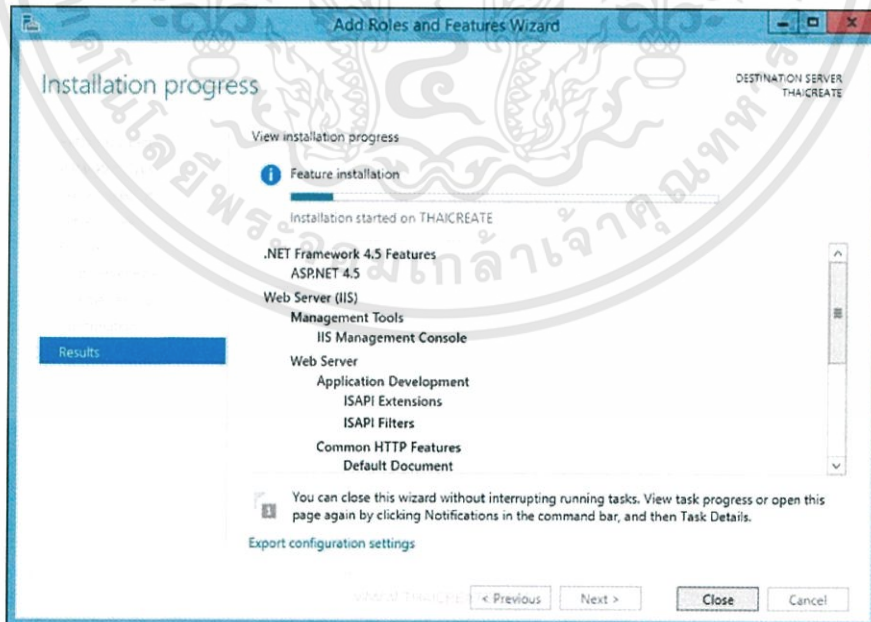 Add Roles and Features Wizard
Installation progress
DESTINATION SERVER
THAICREATE
View installation progress
Feature installation
Installation started on THAICREATE
.NET Framework 4.5 Features
ASP.NET 4.5
Web Server (IIS)
Management Tools
IIS Management Console
Results
Web Server
Application Development
ISAPI Extensions
ISAPI Filters
Common HTTP Features
Default Document
1
You can close this wizard without interrupting running tasks. View task progress or open this
page again by clicking Notifications in the command bar, and then Task Details.
Export configuration settings
< Previous
Next >
Close
Cancel